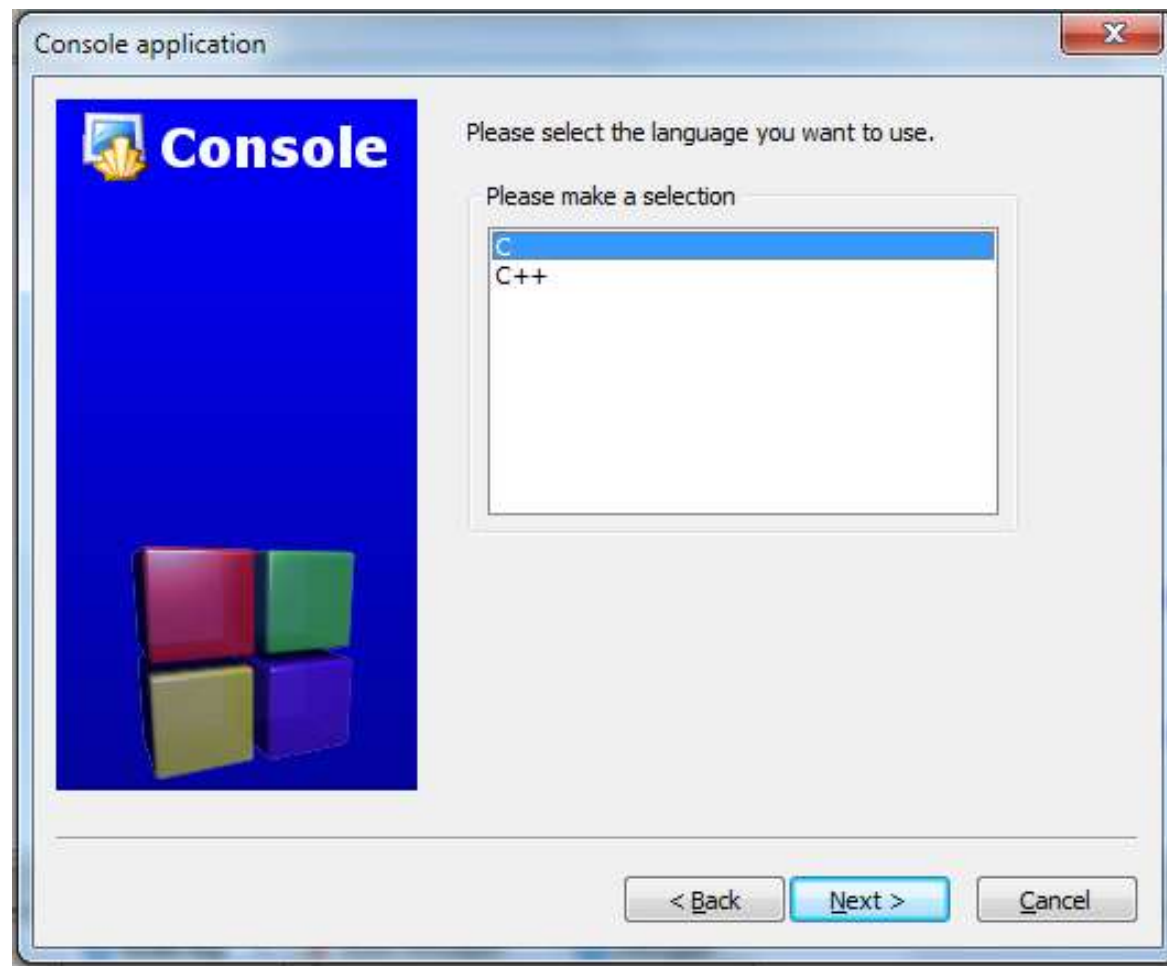 Console application
Console
Please select the language you want to use.
Please make a selection
C
C++
< Back
Next >
Cancel